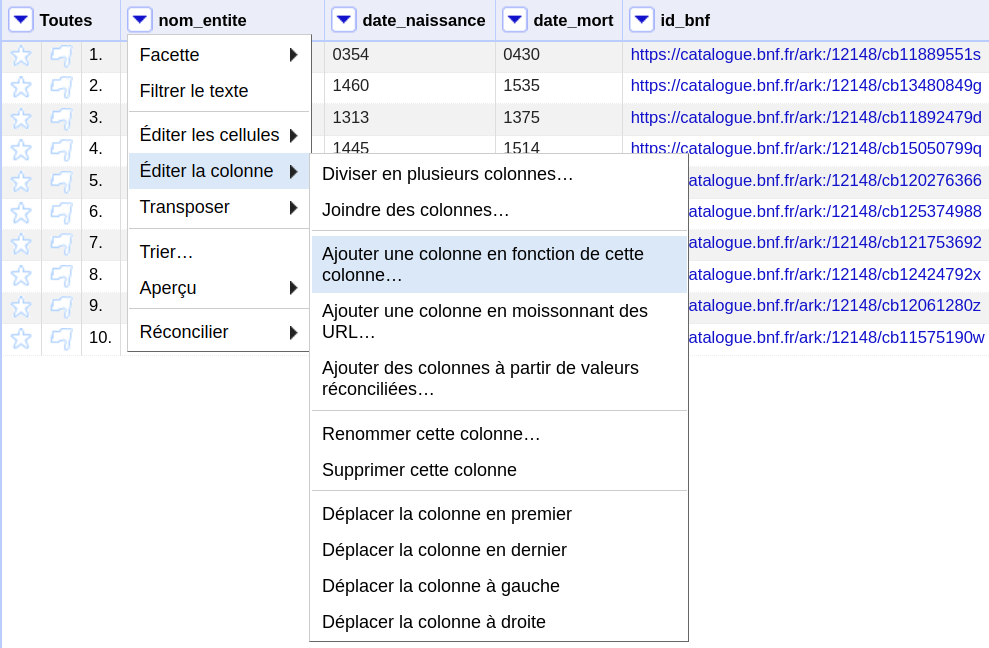 Toutes nom_entite date_naissance date_mort id_bnf
1. 0354 0430 https://catalogue.bnf.fr/ark:/12148/cb11889551s
2. 1460 1535 https://catalogue.bnf.fr/ark:/12148/cb13480849g
3. 1313 1375 https://catalogue.bnf.fr/ark:/12148/cb11892479d
4. 1445 1514 https://catalogue.bnf.fr/ark:/12148/cb15050799q
5. atalogue.bnf.fr/ark:/12148/cb120276366
6. atalogue.bnf.fr/ark:/12148/cb125374988
7. atalogue.bnf.fr/ark:/12148/cb121753692
8. atalogue.bnf.fr/ark:/12148/cb12424792x
9. atalogue.bnf.fr/ark:/12148/cb12061280z
10. atalogue.bnf.fr/ark:/12148/cb11575190w
Facette
Filtrer le texte
Éditer les cellules
Éditer la colonne
Transposer
Trier…
Aperçu
Réconcilier
Diviser en plusieurs colonnes…
Joindre des colonnes…
Ajouter une colonne en fonction de cette
colonne…
Ajouter une colonne en moissonnant des
URL…
Ajouter des colonnes à partir de valeurs
réconciliées…
Renommer cette colonne…
Supprimer cette colonne
Déplacer la colonne en premier
Déplacer la colonne en dernier
Déplacer la colonne à gauche
Déplacer la colonne à droite